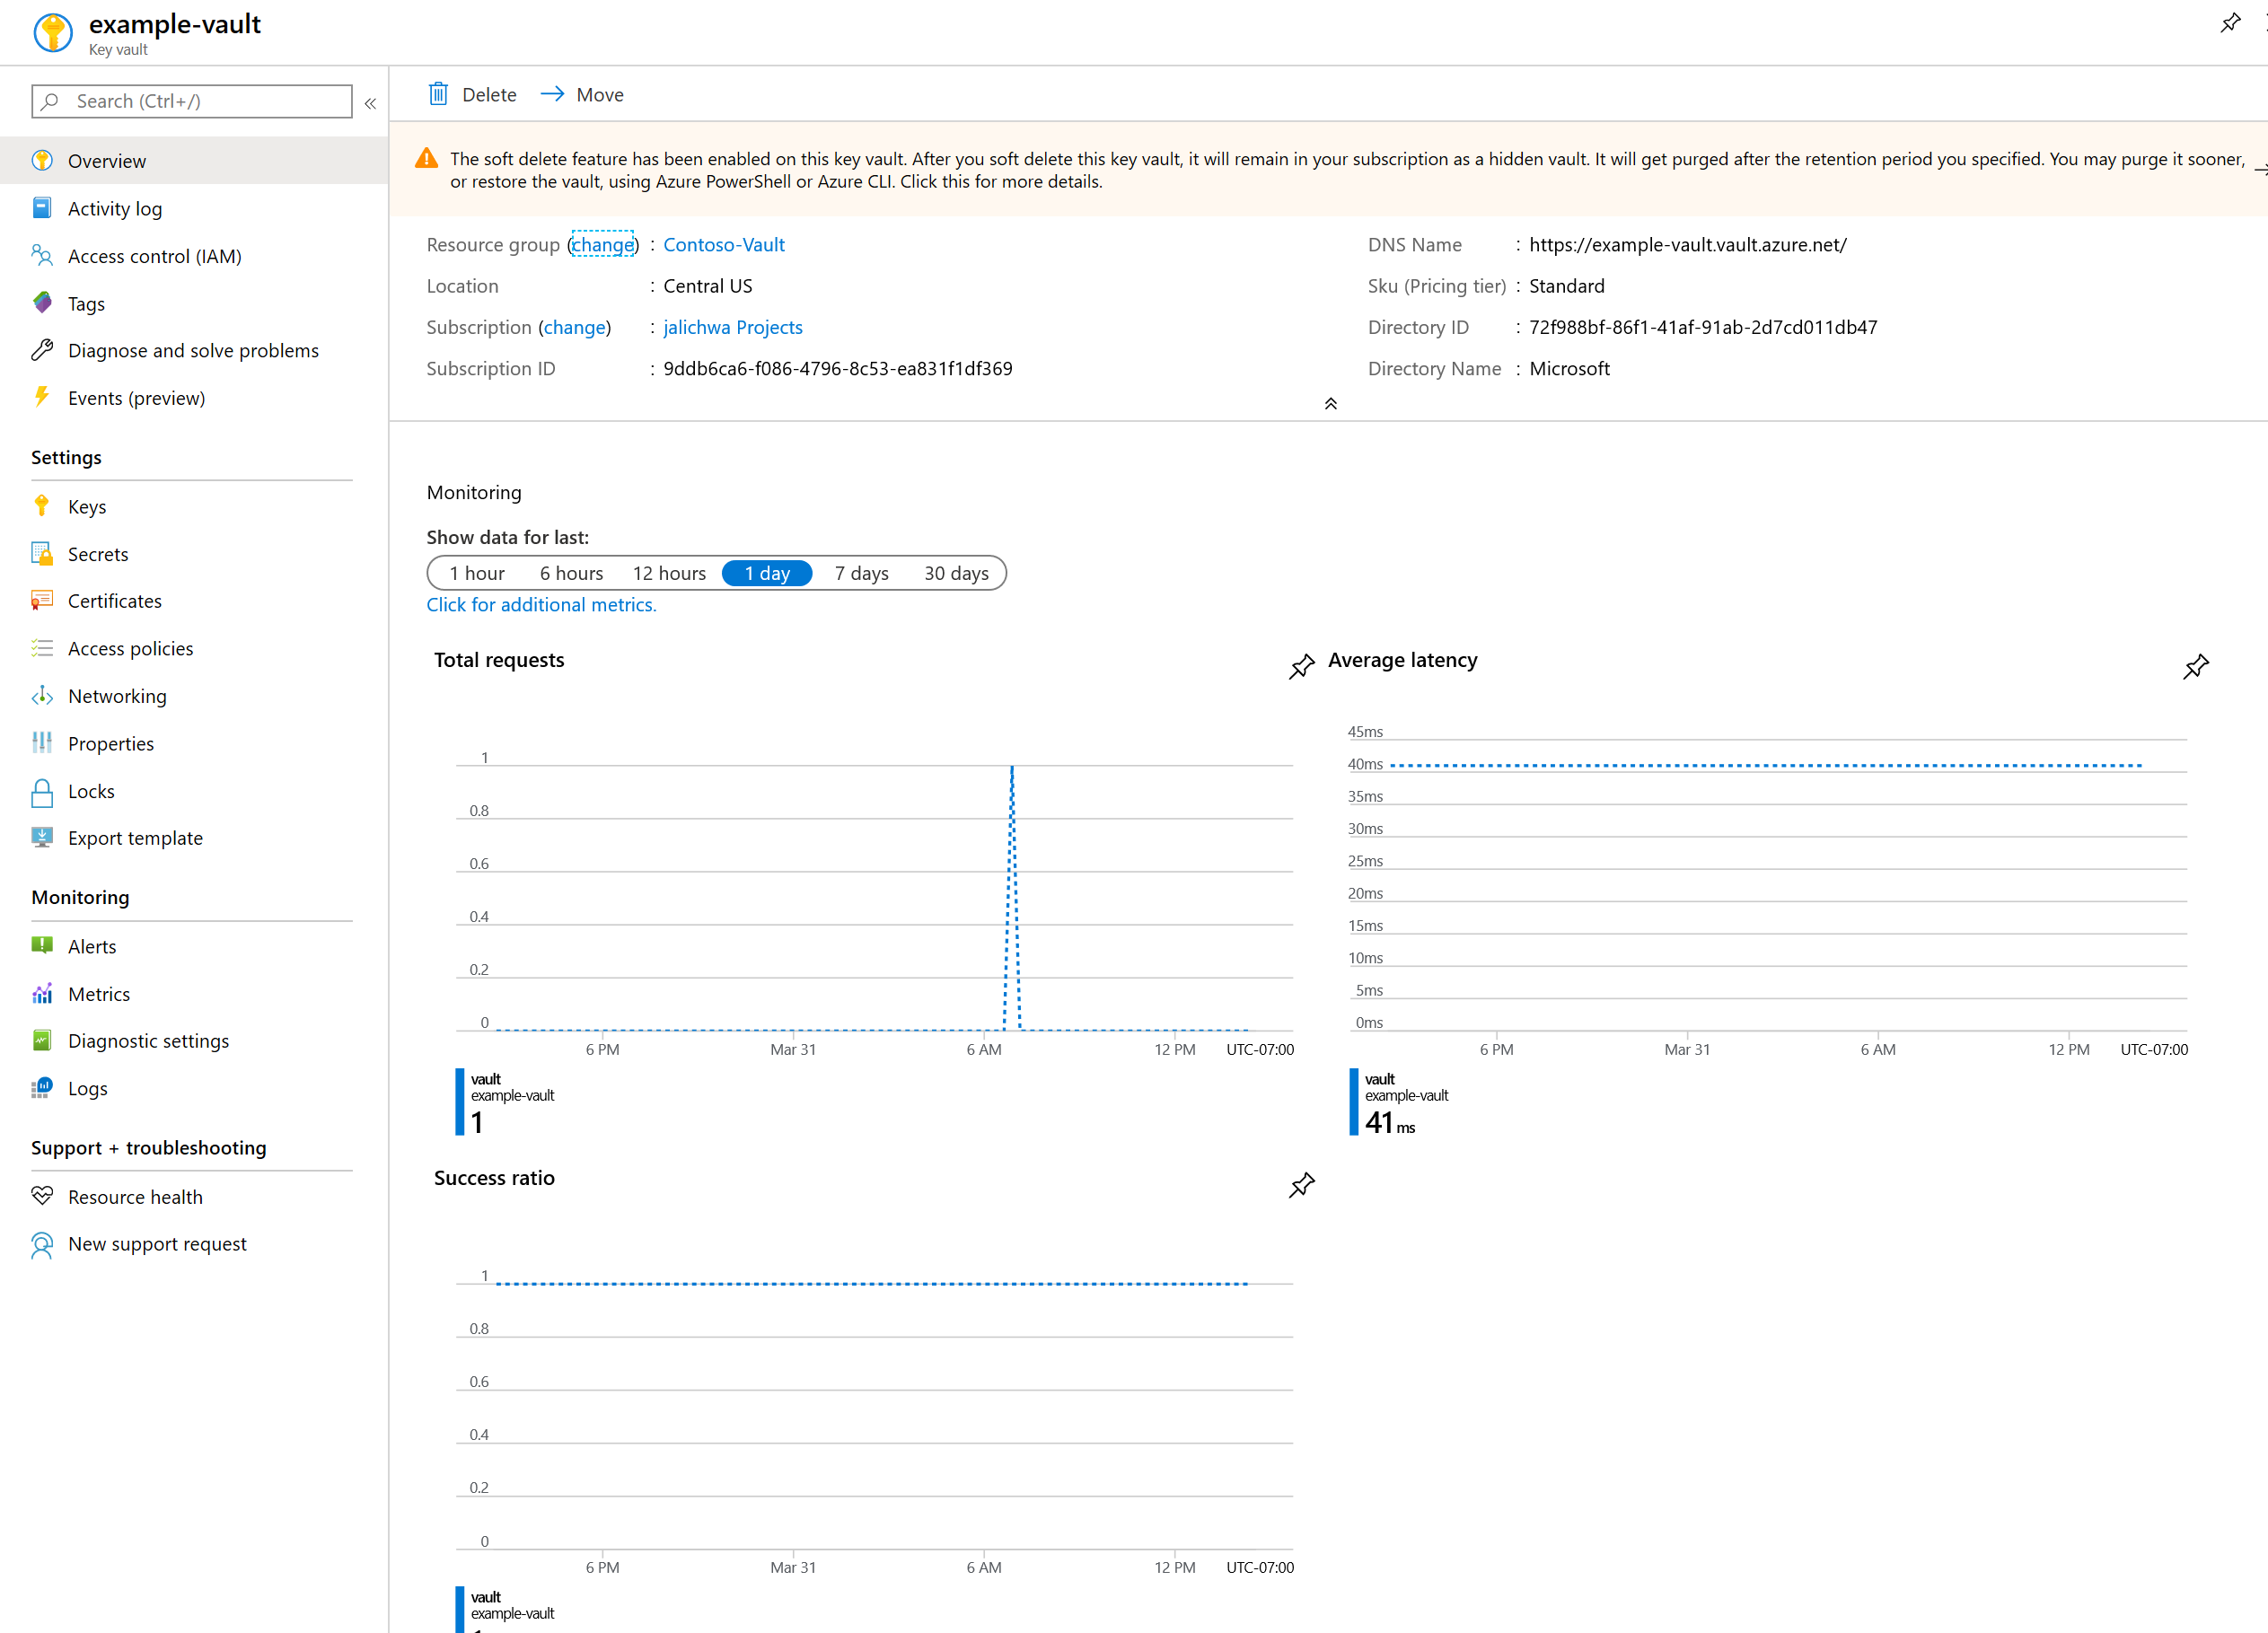 example-vault
Key vault
Search (Ctrl+/)
«
Overview
Activity log
Access control (IAM)
Tags
Diagnose and solve problems
Events (preview)
Settings
Keys
Secrets
Certificates
Access policies
Networking
Properties
Locks
Export template
Monitoring
Alerts
Metrics
Diagnostic settings
Logs
Support + troubleshooting
Resource health
New support request
Delete
Move
The soft delete feature has been enabled on this key vault. After you soft delete this key vault, it will remain in your subscription as a hidden vault. It will get purged after the retention period you specified. You may purge it sooner,
or restore the vault, using Azure PowerShell or Azure CLI. Click this for more details.
Resource group (change) : Contoso-Vault
Location : Central US
Subscription (change) : jalichwa Projects
Subscription ID : 9ddb6ca6-f086-4796-8c53-ea831f1df369
DNS Name : https://example-vault.vault.azure.net/
Sku (Pricing tier) : Standard
Directory ID : 72f988bf-86f1-41af-91ab-2d7cd011db47
Directory Name : Microsoft
Monitoring
Show data for last:
1 hour 6 hours 12 hours 1 day 7 days 30 days
Click for additional metrics.
Total requests
1
0.8
0.6
0.4
0.2
0
6 PM Mar 31 6 AM 12 PM UTC-07:00
vault
example-vault
1
Average latency
45ms
40ms
35ms
30ms
25ms
20ms
15ms
10ms
5ms
0ms
6 PM Mar 31 6 AM 12 PM UTC-07:00
vault
example-vault
41 ms
Success ratio
1
0.8
0.6
0.4
0.2
0
6 PM Mar 31 6 AM 12 PM UTC-07:00
vault
example-vault